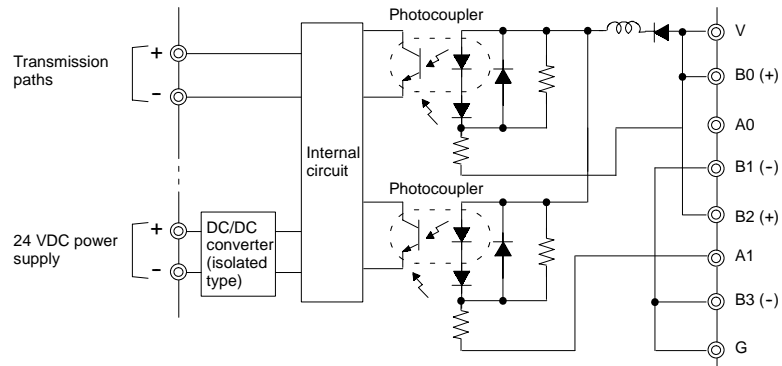 Photocoupler
Transmission
paths
+
-
V
B0 (+)
A0
Internal
circuit
B1 (-)
Photocoupler
24 VDC power
supply
+
-
DC/DC
converter
(isolated
type)
B2 (+)
A1
B3 (-)
G